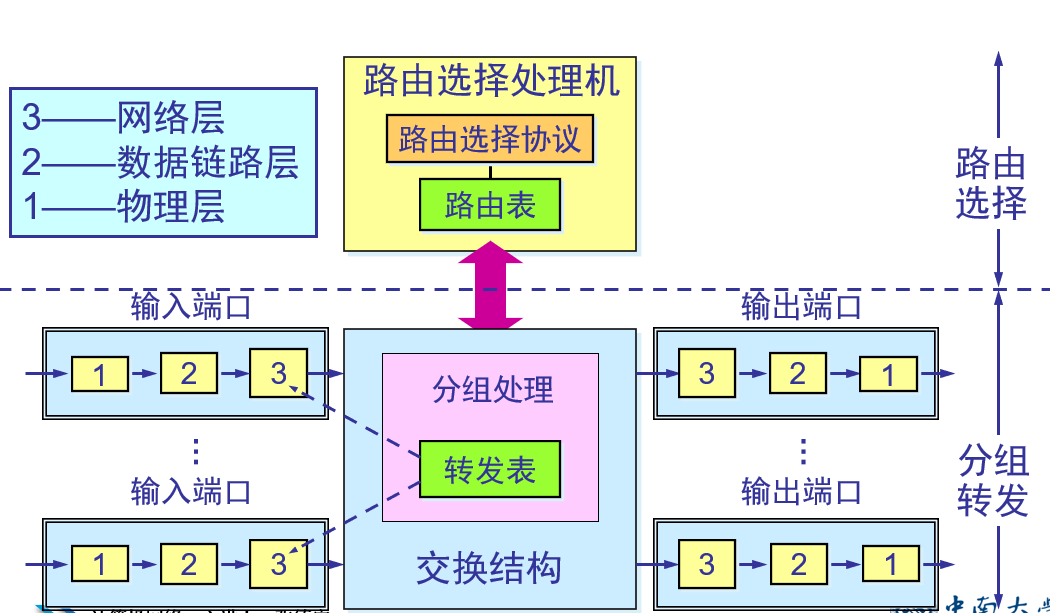 路由选择处理机
3——网络层
路由选择协议
2——数据链路层
路由
选择
1——物理层
路由表
输入端口
输出端口
1
2
3
3
2
1
分组处理
⋮
⋮
转发表
分组
转发
输入端口
输出端口
1
2
3
3
2
1
交换结构
中南大学